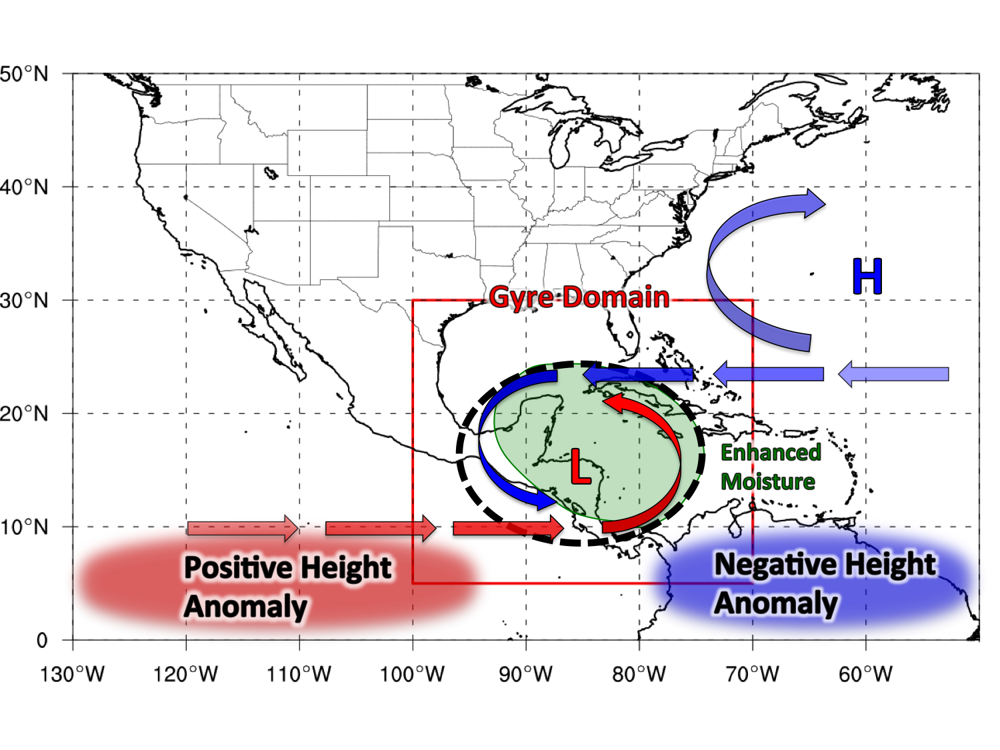 50°N
40°N
H
Gyre Domain
30°N
20°N
Enhanced
Moisture
L
10°N
Positive Height
Anomaly
Negative Height
Anomaly
0
130°W 120°W 110°W 100°W 90°W 80°W 70°W 60°W